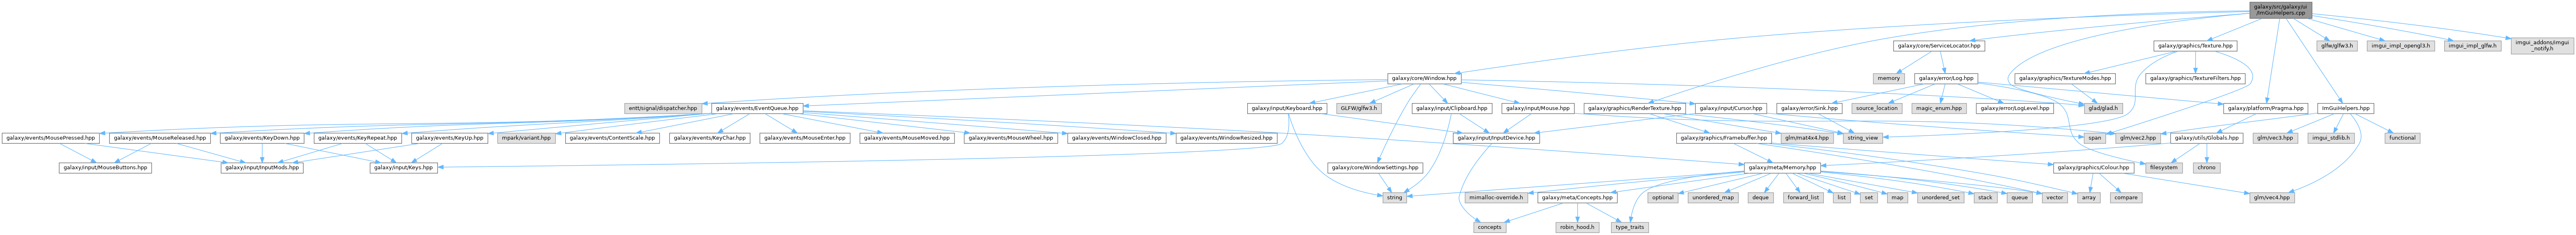 galaxy/src/galaxy/ui
/ImGuiHelpers.cpp
galaxy/core/ServiceLocator.hpp
galaxy/graphics/Texture.hpp
glfw/glfw3.h
imgui_impl_opengl3.h
imgui_impl_glfw.h
imgui_addons/imgui
_notify.h
galaxy/core/Window.hpp
memory
galaxy/error/Log.hpp
galaxy/graphics/TextureModes.hpp
galaxy/graphics/TextureFilters.hpp
entt/signal/dispatcher.hpp
galaxy/events/EventQueue.hpp
galaxy/input/Keyboard.hpp
GLFW/glfw3.h
galaxy/input/Clipboard.hpp
galaxy/input/Mouse.hpp
galaxy/graphics/RenderTexture.hpp
galaxy/input/Cursor.hpp
galaxy/error/Sink.hpp
source_location
magic_enum.hpp
galaxy/error/LogLevel.hpp
glad/glad.h
galaxy/platform/Pragma.hpp
ImGuiHelpers.hpp
galaxy/events/MousePressed.hpp
galaxy/events/MouseReleased.hpp
galaxy/events/KeyDown.hpp
galaxy/events/KeyRepeat.hpp
galaxy/events/KeyUp.hpp
mpark/variant.hpp
galaxy/events/ContentScale.hpp
galaxy/events/KeyChar.hpp
galaxy/events/MouseEnter.hpp
galaxy/events/MouseMoved.hpp
galaxy/events/MouseWheel.hpp
galaxy/events/WindowClosed.hpp
galaxy/events/WindowResized.hpp
galaxy/input/InputDevice.hpp
galaxy/graphics/Framebuffer.hpp
glm/mat4x4.hpp
string_view
span
glm/vec2.hpp
galaxy/utils/Globals.hpp
glm/vec3.hpp
imgui_stdlib.h
functional
galaxy/input/MouseButtons.hpp
galaxy/input/InputMods.hpp
galaxy/input/Keys.hpp
galaxy/core/WindowSettings.hpp
galaxy/meta/Memory.hpp
galaxy/graphics/Colour.hpp
filesystem
chrono
string
concepts
mimalloc-override.h
galaxy/meta/Concepts.hpp
optional
unordered_map
deque
forward_list
list
set
map
unordered_set
stack
queue
vector
array
compare
glm/vec4.hpp
robin_hood.h
type_traits